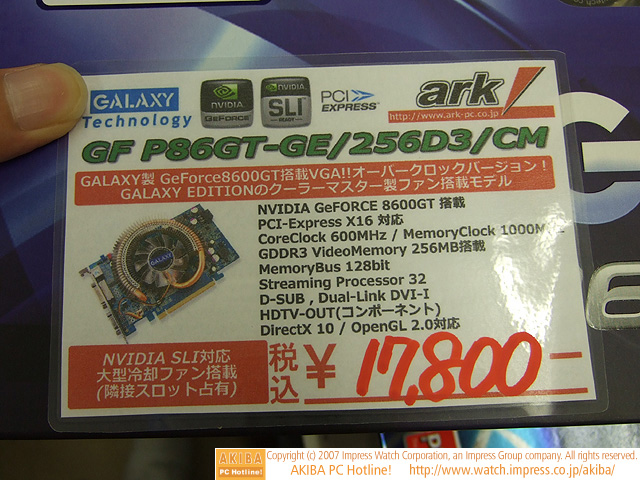 GALAXY
Technology
NVIDIA
GEFORCE
NVIDIA
SLI
READY
PCI
EXPRESS
ark
http://www.ark-pc.co.jp
GF P86GT-GE/256D3/CM
GALAXY製 GeForce8600GT搭載VGA!!オーバークロックバージョン！
GALAXY EDITIONのクーラーマスター製ファン搭載モデル
GALAXY
NVIDIA GeFORCE 8600GT 搭載
PCI-Express X16 対応
CoreClock 600MHz / MemoryClock 1000M
GDDR3 VideoMemory 256MB搭載
MemoryBus 128bit
Streaming Processor 32
D-SUB , Dual-Link DVI-I
HDTV-OUT(コンポーネント)
DirectX 10 / OpenGL 2.0対応
NVIDIA SLI対応
大型冷却ファン搭載
(隣接スロット占有)
税込 ¥ 17,800-
AKIBA
PC Hotline!
Copyright (c) 2007 Impress Watch Corporation, an Impress Group company. All rights reserved.
AKIBA PC Hotline! http://www.watch.impress.co.jp/akiba/